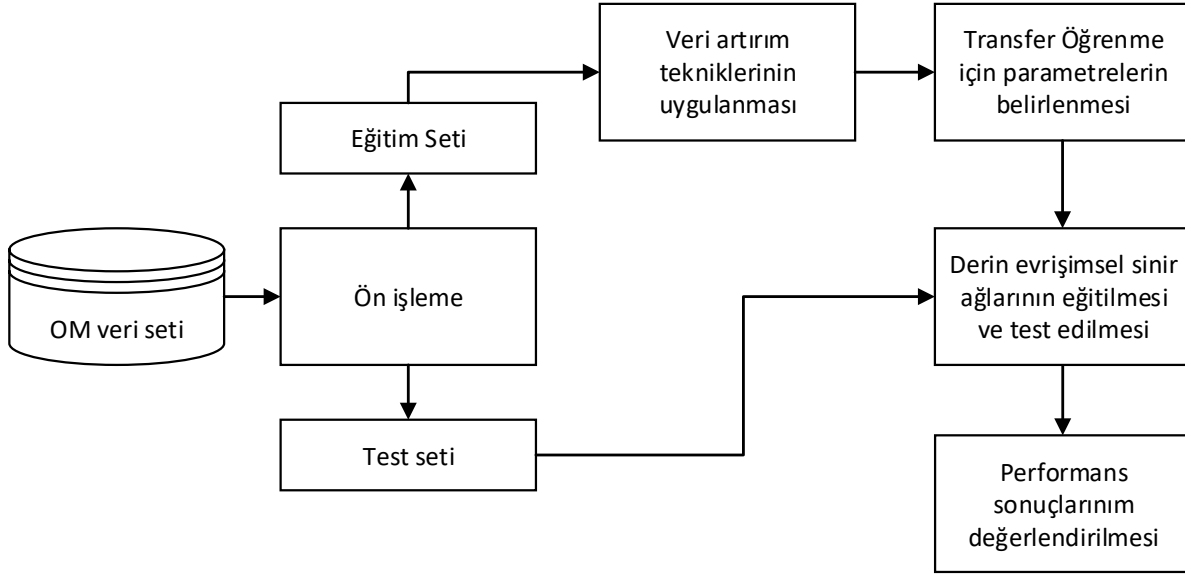 OM veri seti
Ön işleme
Eğitim Seti
Test seti
Veri artırım
tekniklerinin
uygulanması
Transfer Öğrenme
için parametrelerin
belirlenmesi
Derin evrişimsel sinir
ağlarının eğitilmesi
ve test edilmesi
Performans
sonuçlarınım
değerlendirilmesi